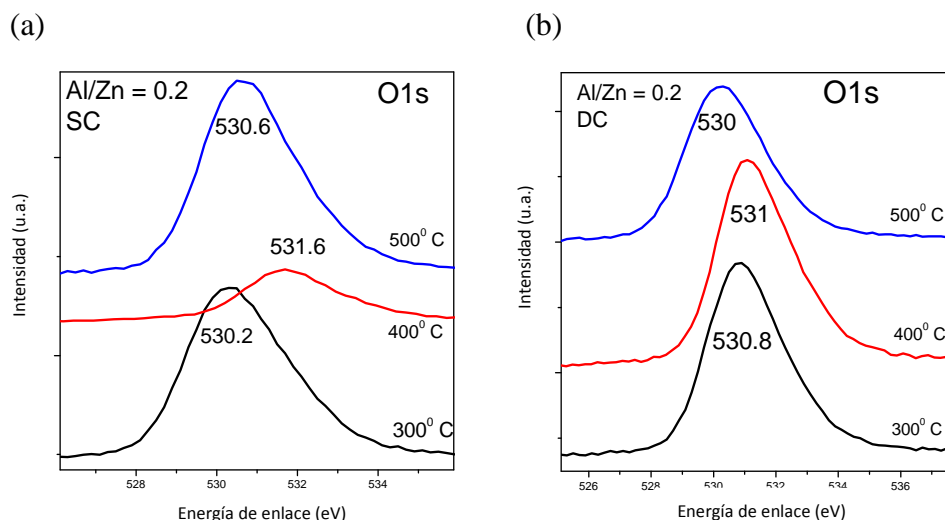 (a)
Al/Zn = 0.2
SC
O1s
530.6
500⁰ C
531.6
400⁰ C
530.2
300⁰ C
Intensidad (u.a.)
528 530 532 534
Energía de enlace (eV)
(b)
Al/Zn = 0.2
DC
O1s
530
500⁰ C
531
400⁰ C
530.8
300⁰ C
Intensidad (u.a.)
526 528 530 532 534 536
Energía de enlace (eV)